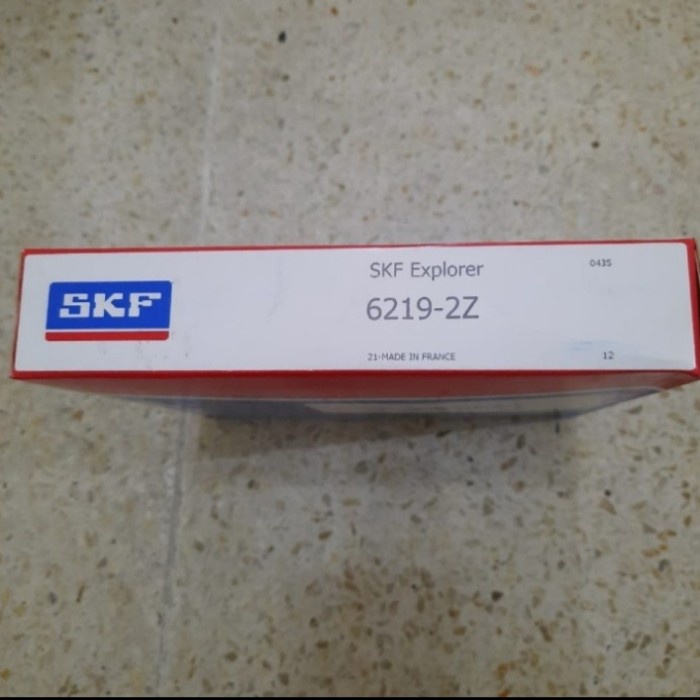 SKF
SKF Explorer
0435
6219-2Z
21-MADE IN FRANCE
12